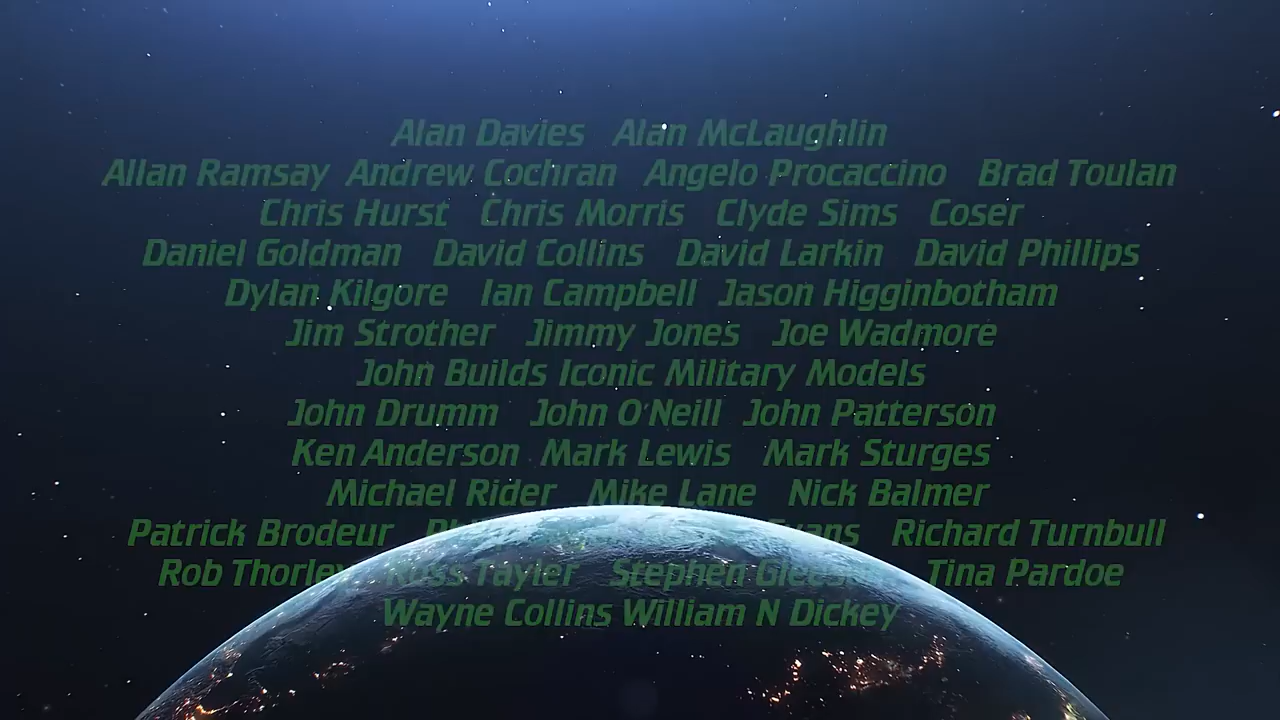 Alan Davies Alan McLaughlin
Allan Ramsay Andrew Cochran Angelo Procaccino Brad Toulan
Chris Hurst Chris Morris Clyde Sims Coser
Daniel Goldman David Collins David Larkin David Phillips
Dylan Kilgore Ian Campbell Jason Higginbotham
Jim Strother Jimmy Jones Joe Wadmore
John Builds Iconic Military Models
John Drumm John O'Neill John Patterson
Ken Anderson Mark Lewis Mark Sturges
Michael Rider Mike Lane Nick Balmer
Patrick Brodeur Evans Richard Turnbull
Rob Thorley Tayler Stephen Tina Pardoe
Wayne Collins William N Dickey